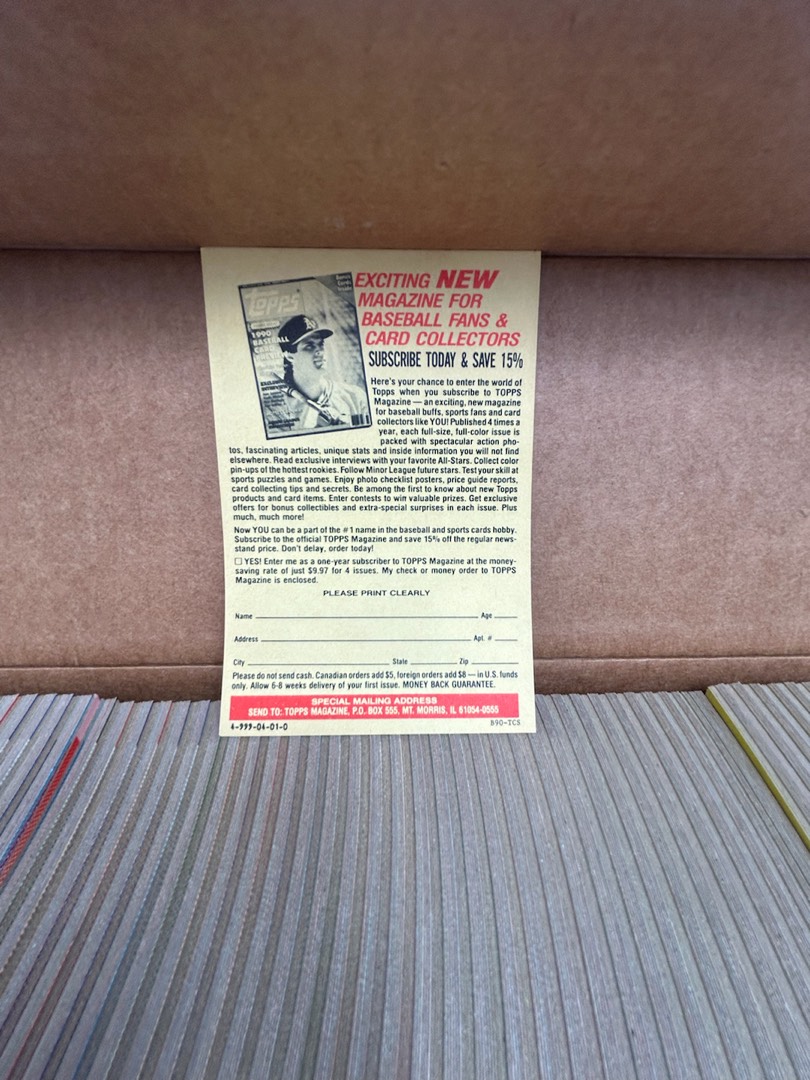 Topps
1990
BASEBALL
CARD
EXCITING NEW
MAGAZINE FOR
BASEBALL FANS &
CARD COLLECTORS
SUBSCRIBE TODAY & SAVE 15%
Here's your chance to enter the world of
Topps when you subscribe to TOPPS
Magazine — an exciting, new magazine
for baseball buffs, sports fans and card
collectors like YOU! Published 4 times a
year, each full-size, full-color issue is
packed with spectacular action pho-
tos, fascinating articles, unique stats and inside information you will not find
elsewhere. Read exclusive interviews with your favorite All-Stars. Collect color
pin-ups of the hottest rookies. Follow Minor League future stars. Test your skill at
sports puzzles and games. Enjoy photo checklist posters, price guide reports,
card collecting tips and secrets. Be among the first to know about new Topps
products and card items. Enter contests to win valuable prizes. Get exclusive
offers for bonus collectibles and extra-special surprises in each issue. Plus
much, much more!
Now YOU can be a part of the #1 name in the baseball and sports cards hobby.
Subscribe to the official TOPPS Magazine and save 15% off the regular news-
stand price. Don't delay, order today!
☐ YES! Enter me as a one-year subscriber to TOPPS Magazine at the money-
saving rate of just $9.97 for 4 issues. My check or money order to TOPPS
Magazine is enclosed.
PLEASE PRINT CLEARLY
Name Age
Address Apt. #
City State Zip
Please do not send cash. Canadian orders add $5, foreign orders add $8 — in U.S. funds
only. Allow 6-8 weeks delivery of your first issue. MONEY BACK GUARANTEE.
SPECIAL MAILING ADDRESS
SEND TO: TOPPS MAGAZINE, P.O. BOX 555, MT. MORRIS, IL 61054-0555
4-999-04-01-0 B90-TCS